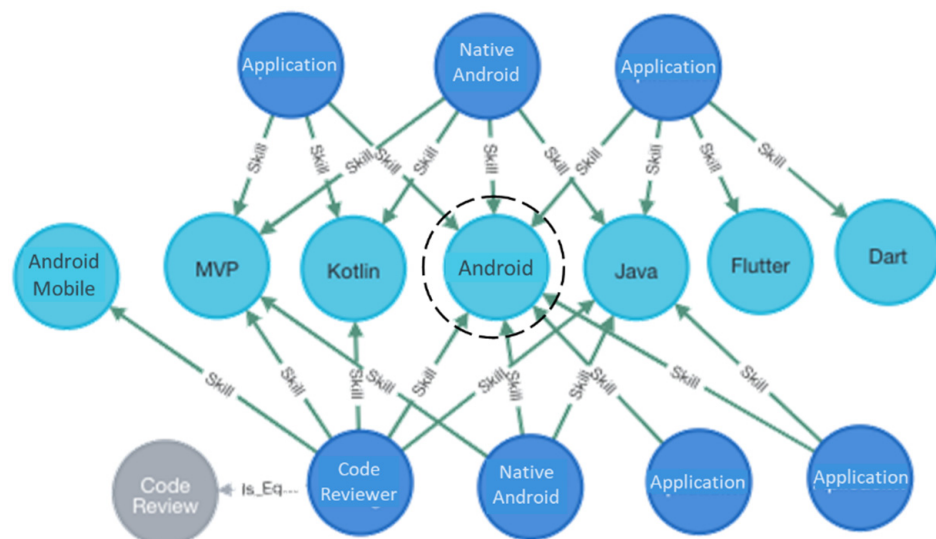 Application
Native
Android
Application
Skill
Skill
Skill
Skill
Skill
Skill
Skill
Skill
Skill
Skill
Skill
Android
Mobile
MVP
Kotlin
Android
Java
Flutter
Dart
Skill
Skill
Skill
Skill
Skill
Skill
Skill
Skill
Skill
Skill
Skill
Code
Review
Is_Eq...
Code
Reviewer
Native
Android
Application
Application